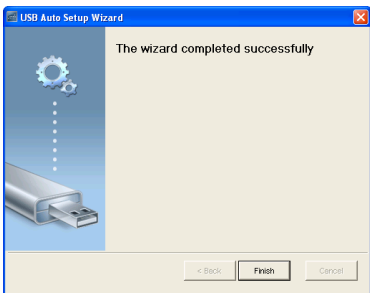 USB Auto Setup Wizard
The wizard completed successfully
< Back Finish Cancel